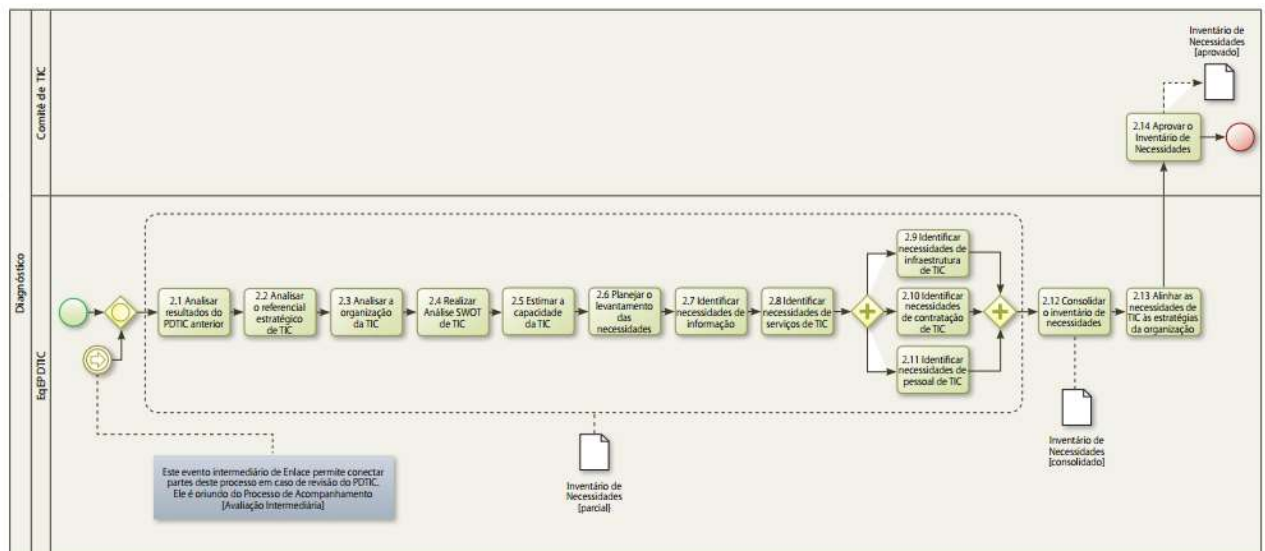 Diagnóstico
Comitê de TIC
Inventário de
Necessidades
[aprovado]
2.14 Aprovar o
Inventário de
Necessidades
EqEPDTIC
2.1 Analisar
resultados do
PDTIC anterior
2.2 Analisar
o referencial
estratégico
de TIC
2.3 Analisar a
organização
da TIC
2.4 Realizar
Análise SWOT
de TIC
2.5 Estimar a
capacidade
da TIC
2.6 Planejar o
levantamento
das
necessidades
2.7 Identificar
necessidades
de informação
2.8 Identificar
necessidades de
serviços de TIC
2.9 Identificar
necessidades de
infraestrutura
de TIC
2.10 Identificar
necessidades
de contratação
de TIC
2.11 Identificar
necessidades de
pessoal de TIC
2.12 Consolidar
o inventário de
necessidades
2.13 Alinhar as
necessidades de
TIC às estratégias
da organização
Este evento intermediário de Enlace permite conectar
partes deste processo em caso de revisão do PDTIC.
Ele é oriundo do Processo de Acompanhamento
[Avaliação Intermediária]
Inventário de
Necessidades
[parcial}
Inventário de
Necessidades
[consolidado]